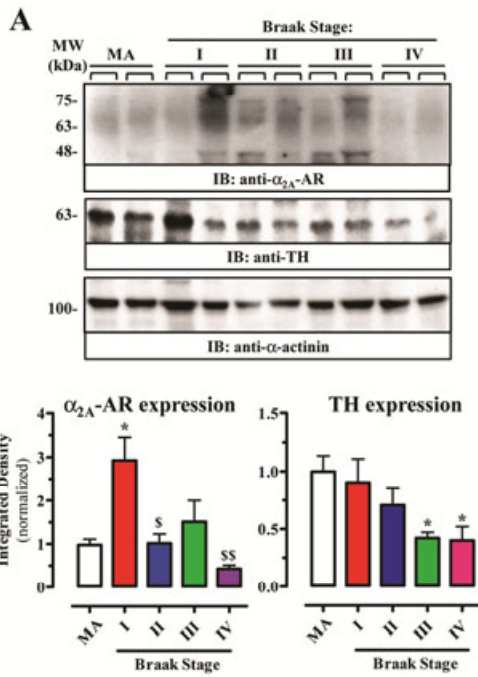 A
MW
(kDa)
Braak Stage:
MA I II III IV
75-
63-
48-
IB: anti-α2A-AR
63-
IB: anti-TH
100-
IB: anti-α-actinin
α2A-AR expression
Integrated Density
(normalized)
4
3
2
1
0
*
$
$$
MA I II III IV
Braak Stage
TH expression
1.5
1.0
0.5
0.0
* *
MA I II III IV
Braak Stage